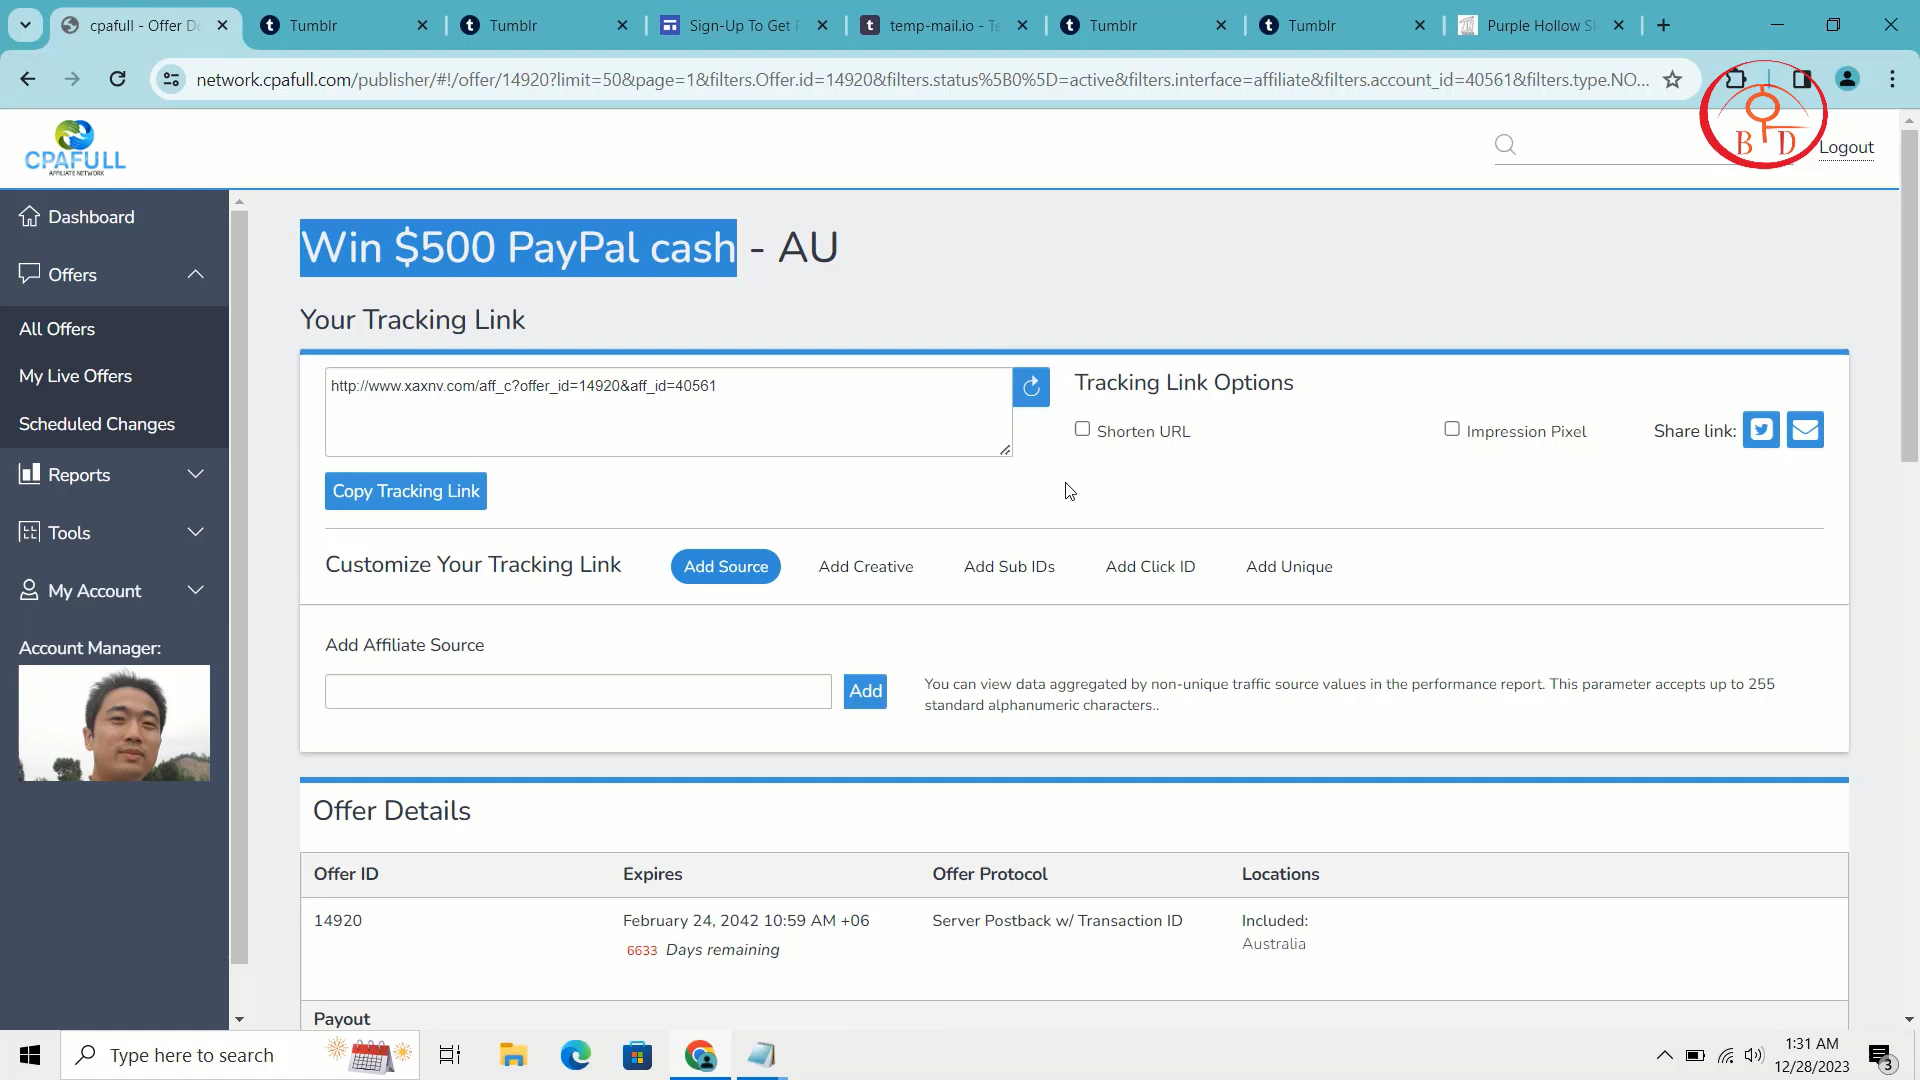 cpafull - Offer De
Tumblr
Tumblr
Sign-Up To Get F
temp-mail.io - Te
Tumblr
Tumblr
Purple Hollow Sk
network.cpafull.com/publisher/#!/offer/14920?limit=50&page=1&filters.Offer.id=14920&filters.status%5B0%5D=active&filters.interface=affiliate&filters.account_id=40561&filters.type.NO...
CPAFULL
AFFILIATE NETWORK
B D
Logout
Dashboard
Offers
All Offers
My Live Offers
Scheduled Changes
Reports
Tools
My Account
Account Manager:
Win $500 PayPal cash - AU
Your Tracking Link
http://www.xaxnv.com/aff_c?offer_id=14920&aff_id=40561
Tracking Link Options
Shorten URL
Impression Pixel
Share link:
Copy Tracking Link
Customize Your Tracking Link
Add Source
Add Creative
Add Sub IDs
Add Click ID
Add Unique
Add Affiliate Source
Add
You can view data aggregated by non-unique traffic source values in the performance report. This parameter accepts up to 255
standard alphanumeric characters..
Offer Details
Offer ID
Expires
Offer Protocol
Locations
14920
February 24, 2042 10:59 AM +06
Server Postback w/ Transaction ID
Included:
6633 Days remaining
Australia
Payout
Type here to search
1:31 AM
12/28/2023
3